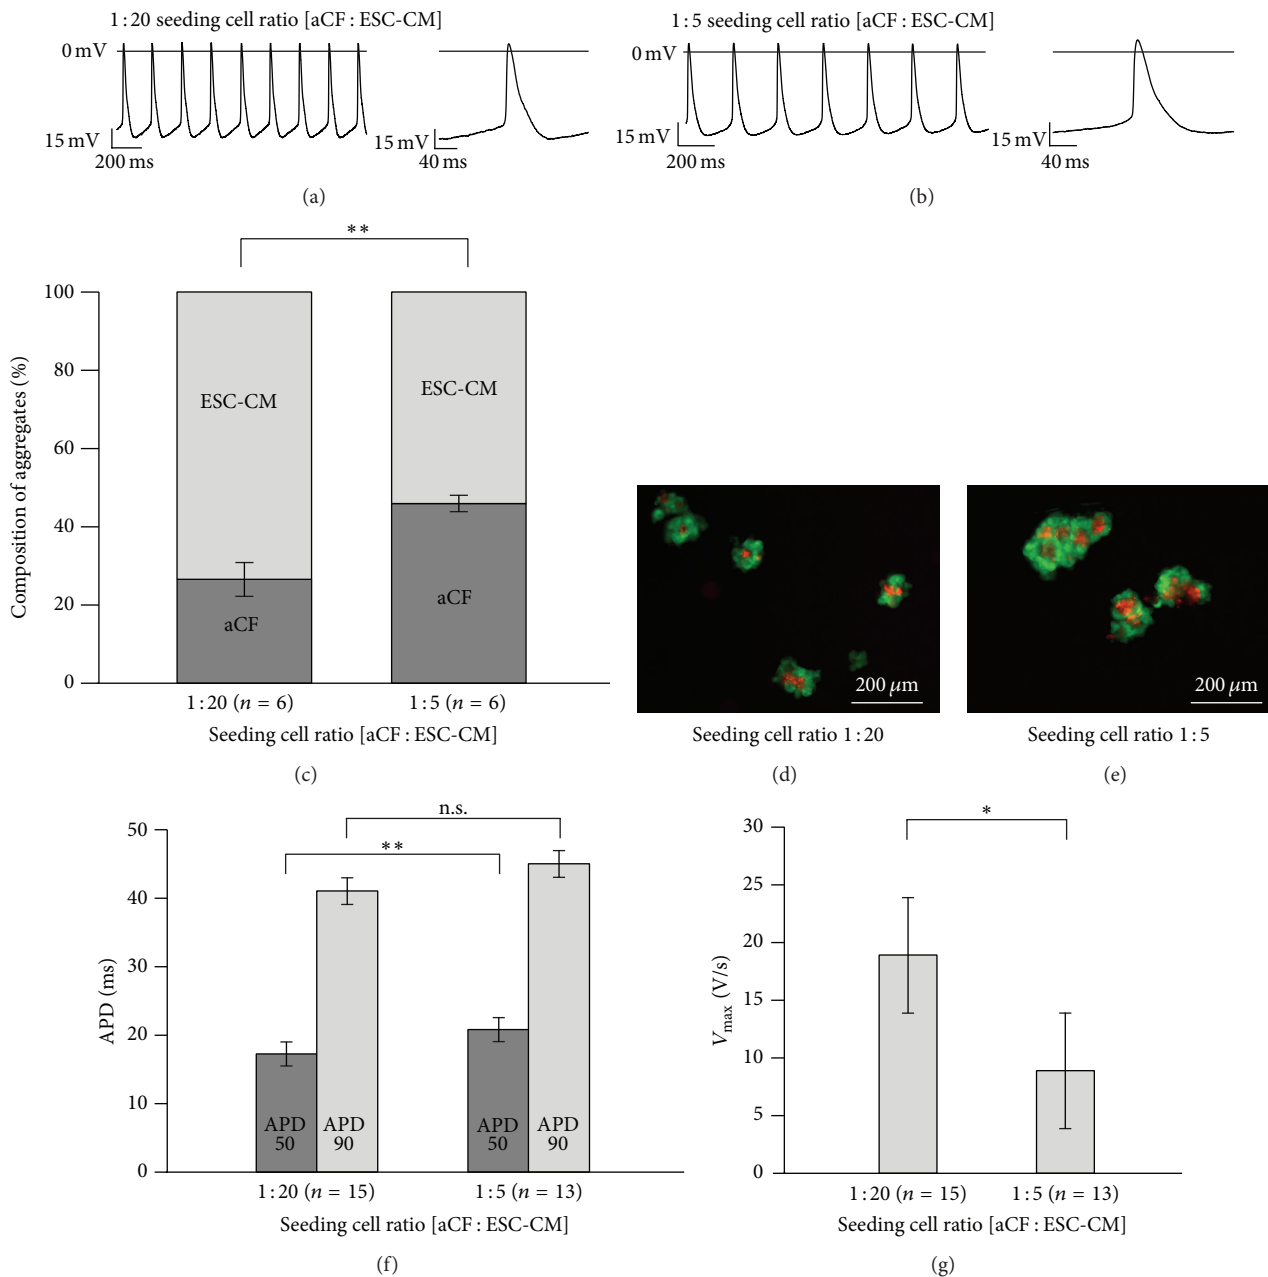 1:20 seeding cell ratio [aCF:ESC-CM]
0 mV
15 mV
200 ms
15 mV
40 ms
(a)
1:5 seeding cell ratio [aCF:ESC-CM]
0 mV
15 mV
200 ms
15 mV
40 ms
(b)
**
Composition of aggregates (%)
100
80
60
40
20
0
ESC-CM
aCF
ESC-CM
aCF
1:20 (n = 6)
1:5 (n = 6)
Seeding cell ratio [aCF:ESC-CM]
(c)
200 μm
Seeding cell ratio 1:20
(d)
200 μm
Seeding cell ratio 1:5
(e)
n.s.
**
APD (ms)
50
40
30
20
10
0
APD
50
APD
90
APD
50
APD
90
1:20 (n = 15)
1:5 (n = 13)
Seeding cell ratio [aCF:ESC-CM]
(f)
*
Vmax (V/s)
30
25
20
15
10
5
0
1:20 (n = 15)
1:5 (n = 13)
Seeding cell ratio [aCF:ESC-CM]
(g)